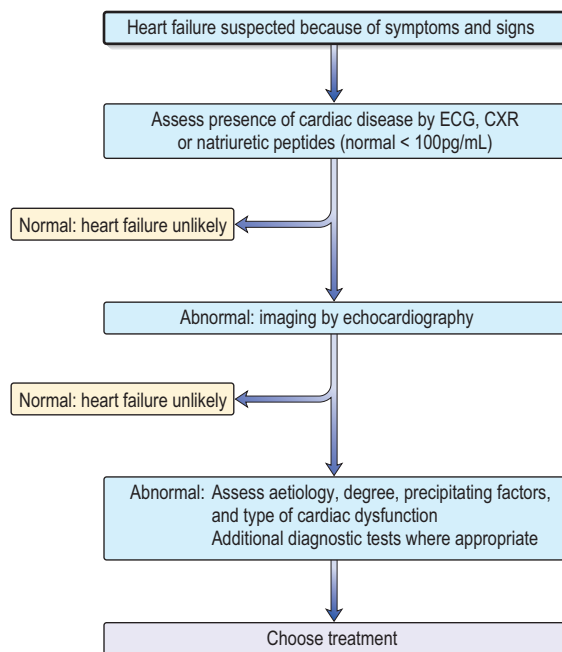 Heart failure suspected because of symptoms and signs
Assess presence of cardiac disease by ECG, CXR
or natriuretic peptides (normal < 100pg/mL)
Normal: heart failure unlikely
Abnormal: imaging by echocardiography
Normal: heart failure unlikely
Abnormal: Assess aetiology, degree, precipitating factors,
and type of cardiac dysfunction
Additional diagnostic tests where appropriate
Choose treatment